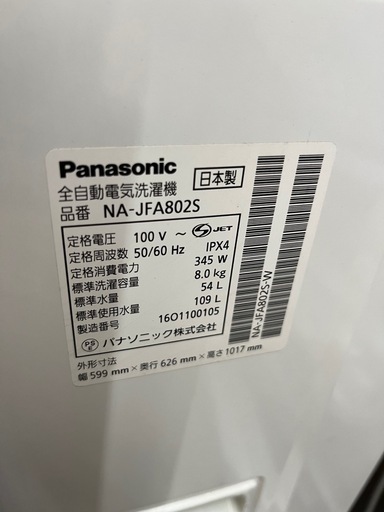 Panasonic
全自動電気洗濯機 日本製
品番 NA-JFA802S
定格電圧 100 V~ S JET
定格周波数 50/60 Hz IPX4
定格消費電力 345 W
標準洗濯容量 8.0 kg
標準水量 54 L
標準使用水量 109 L
製造番号 16O1100105
PS E パナソニック株式会社
外形寸法
幅 599 mm × 奥行 626 mm × 高さ 1017 mm
NA-JFA802S-W